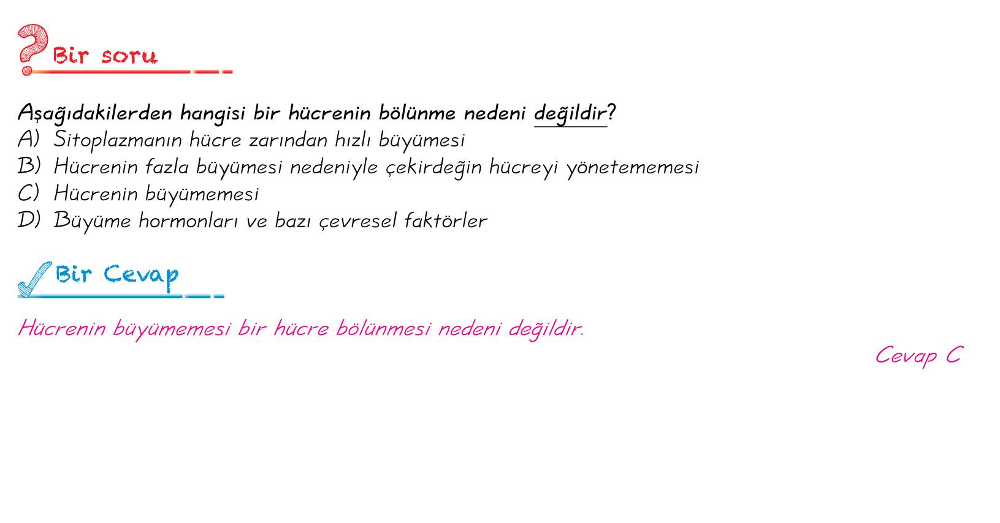 Bir soru
Aşağıdakilerden hangisi bir hücrenin bölünme nedeni değildir?
A) Sitoplazmanın hücre zarından hızlı büyümesi
B) Hücrenin fazla büyümesi nedeniyle çekirdeğin hücreyi yönetememesi
C) Hücrenin büyümemesi
D) Büyüme hormonları ve bazı çevresel faktörler
Bir Cevap
Hücrenin büyümemesi bir hücre bölünmesi nedeni değildir.
Cevap C